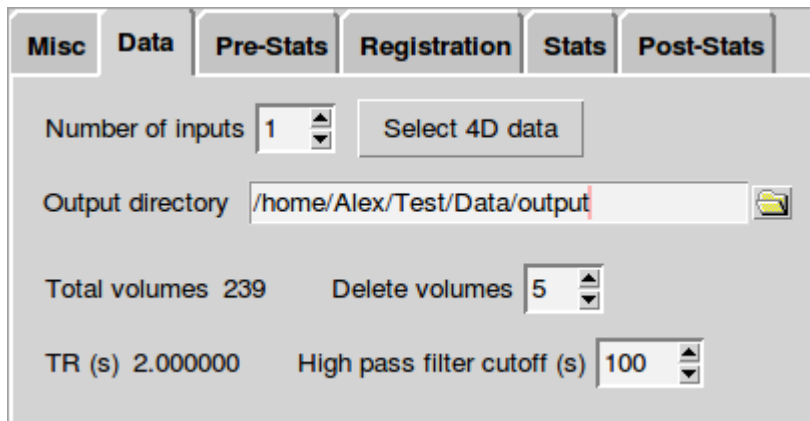 Misc Data Pre-Stats Registration Stats Post-Stats
Number of inputs 1 Select 4D data
Output directory /home/Alex/Test/Data/output
Total volumes 239 Delete volumes 5
TR (s) 2.000000 High pass filter cutoff (s) 100